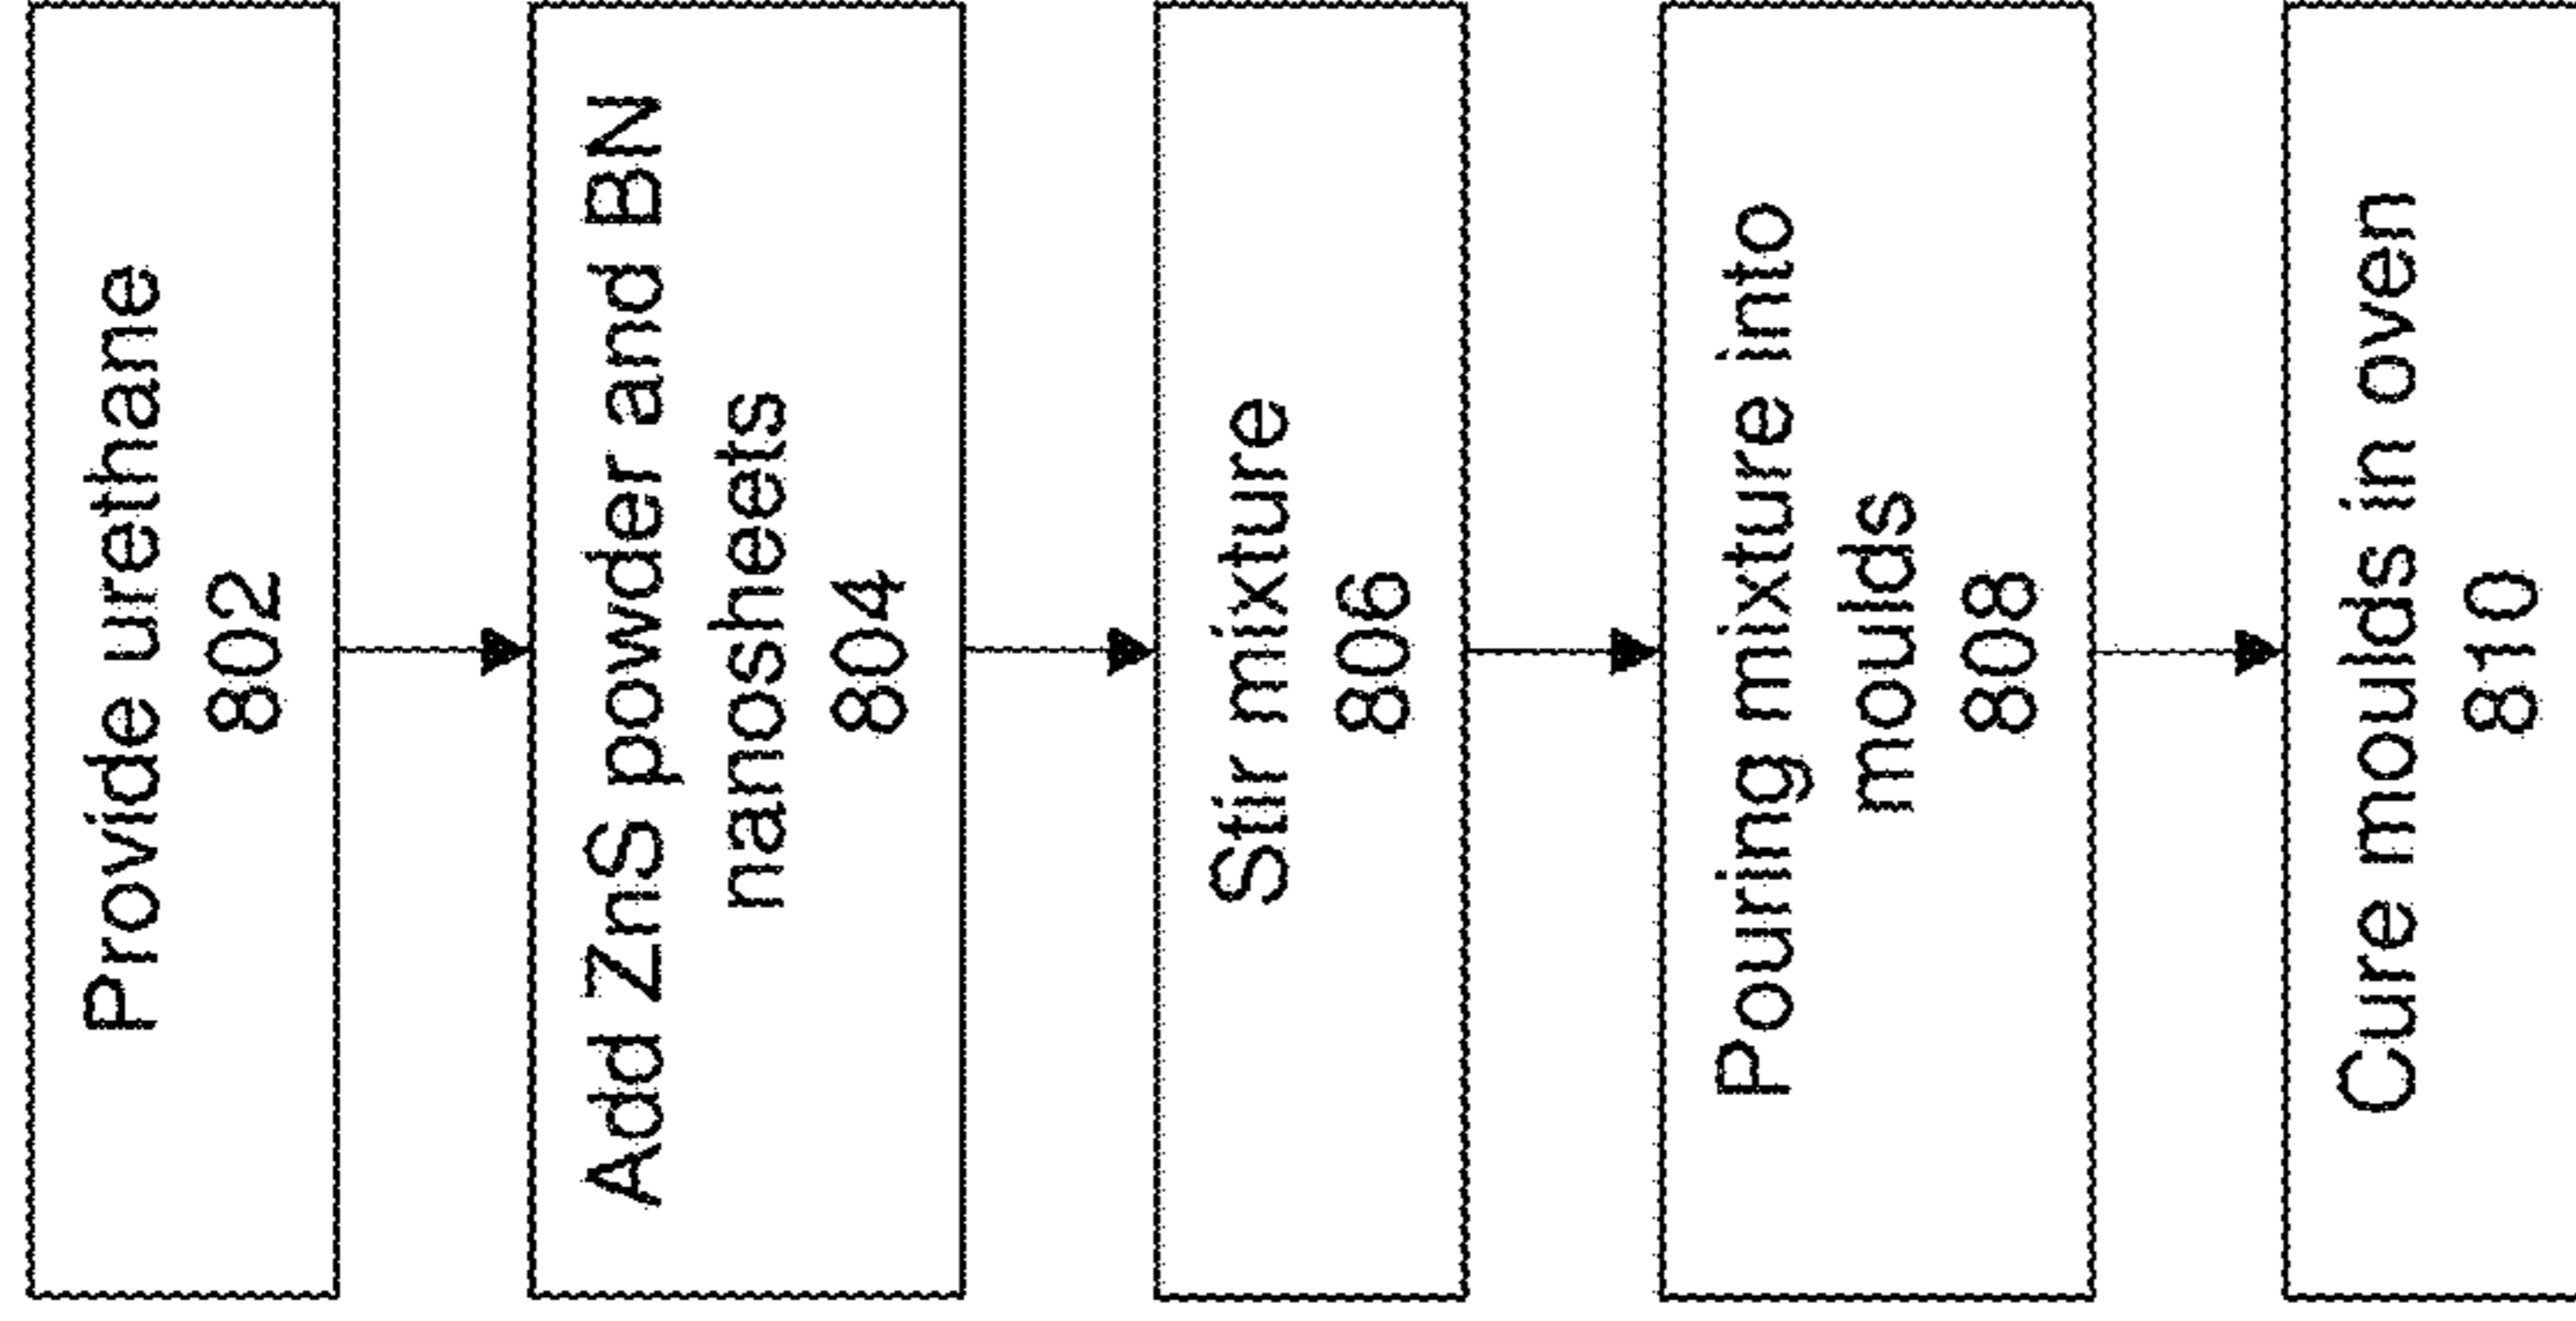 Provide urethane
802
Add ZnS powder and BN
nanosheets
804
Stir mixture
806
Pouring mixture into
moulds
808
Cure moulds in oven
810